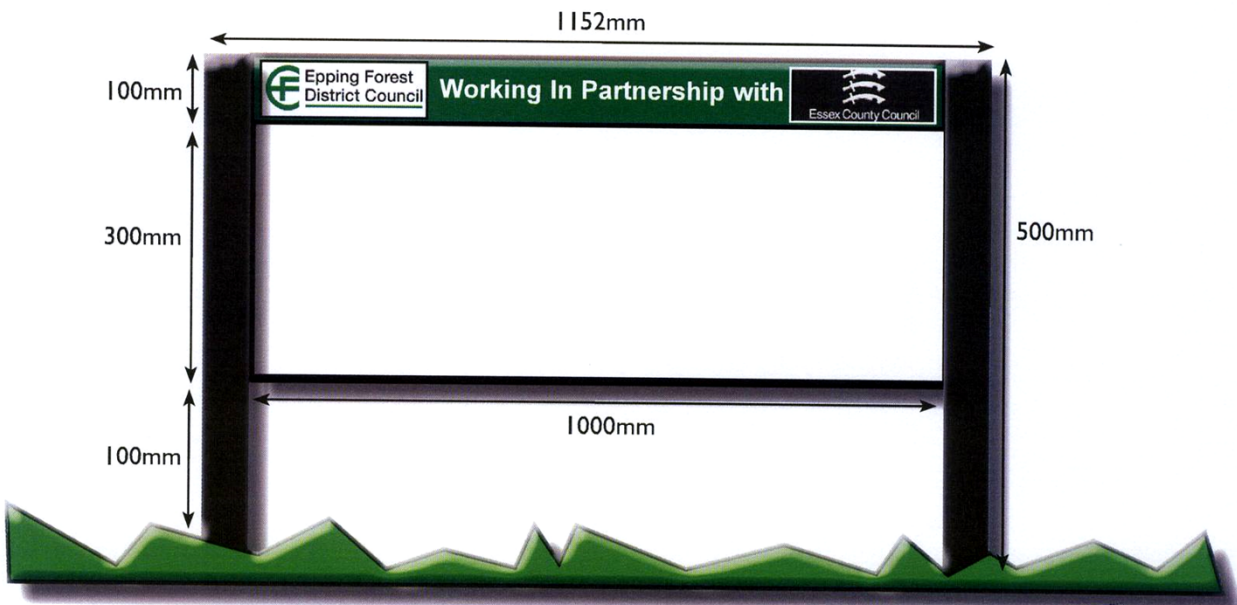 1152mm
100mm
Epping Forest
District Council
Working In Partnership with
Essex County Council
300mm
500mm
1000mm
100mm